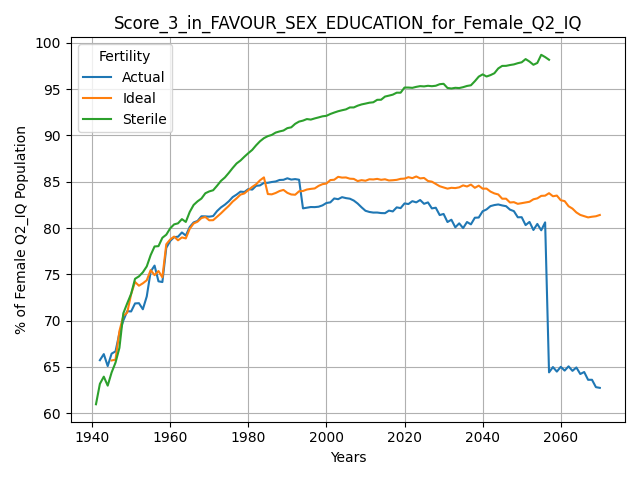 Score_3_in_FAVOUR_SEX_EDUCATION_for_Female_Q2_IQ
% of Female Q2_IQ Population
100
95
90
85
80
75
70
65
60
Fertility
Actual
Ideal
Sterile
1940
1960
1980
2000
2020
2040
2060
Years